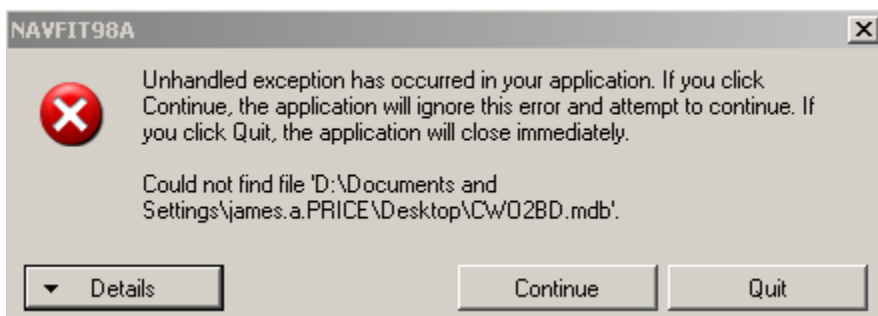 NAVFIT98A
Unhandled exception has occurred in your application. If you click
Continue, the application will ignore this error and attempt to continue. If
you click Quit, the application will close immediately.
Could not find file 'D:\Documents and
Settings\james.a.PRICE\Desktop\CWO2BD.mdb'.
Details
Continue
Quit